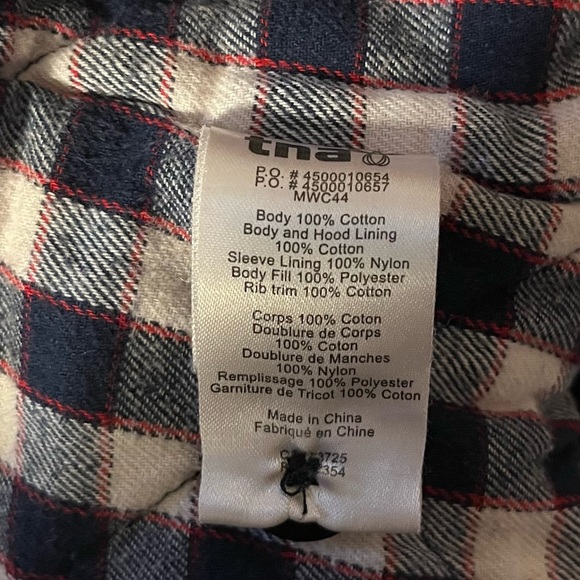 tna
P.O. # 4500010654
P.O. # 4500010657
MWC44
Body 100% Cotton
Body and Hood Lining
100% Cotton
Sleeve Lining 100% Nylon
Body Fill 100% Polyester
Rib trim 100% Cotton
Corps 100% Coton
Doublure de Corps
100% Coton
Doublure de Manches
100% Nylon
Remplissage 100% Polyester
Garniture de Tricot 100% Coton
Made in China
Fabriqué en Chine